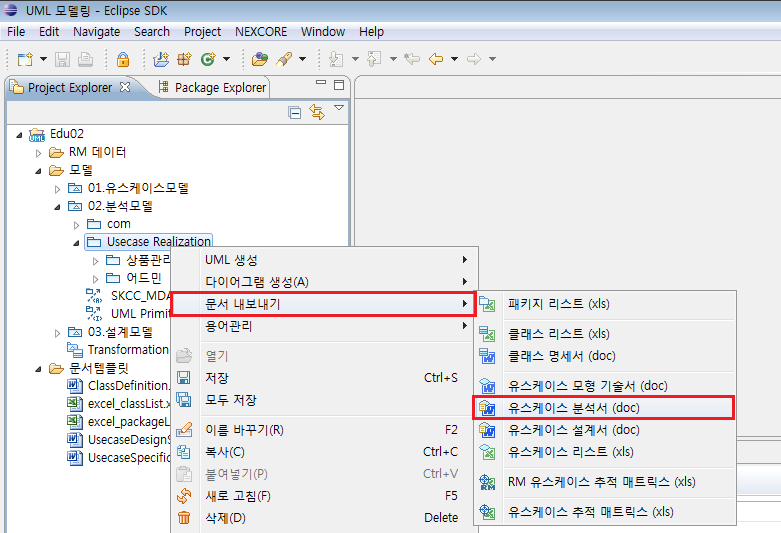 UML 모델링 - Eclipse SDK
File Edit Navigate Search Project NEXCORE Window Help
Project Explorer Package Explorer
Edu02
RM 데이터
모델
01.유스케이스모델
02.분석모델
com
Usecase Realization
상품관리
어드민
SKCC_MDA
UML Primit
03.설계모델
Transformation
문서템플릿
ClassDefinition.
excel_classList.x
excel_packageL
UsecaseDesignS
UsecaseSpecific
UML 생성
다이어그램 생성(A)
문서 내보내기
용어관리
열기
저장 Ctrl+S
모두 저장
이름 바꾸기(R) F2
복사(C) Ctrl+C
붙여넣기(P) Ctrl+V
새로 고침(F) F5
삭제(D) Delete
패키지 리스트 (xls)
클래스 리스트 (xls)
클래스 명세서 (doc)
유스케이스 모형 기술서 (doc)
유스케이스 분석서 (doc)
유스케이스 설계서 (doc)
유스케이스 리스트 (xls)
RM 유스케이스 추적 매트릭스 (xls)
유스케이스 추적 매트릭스 (xls)